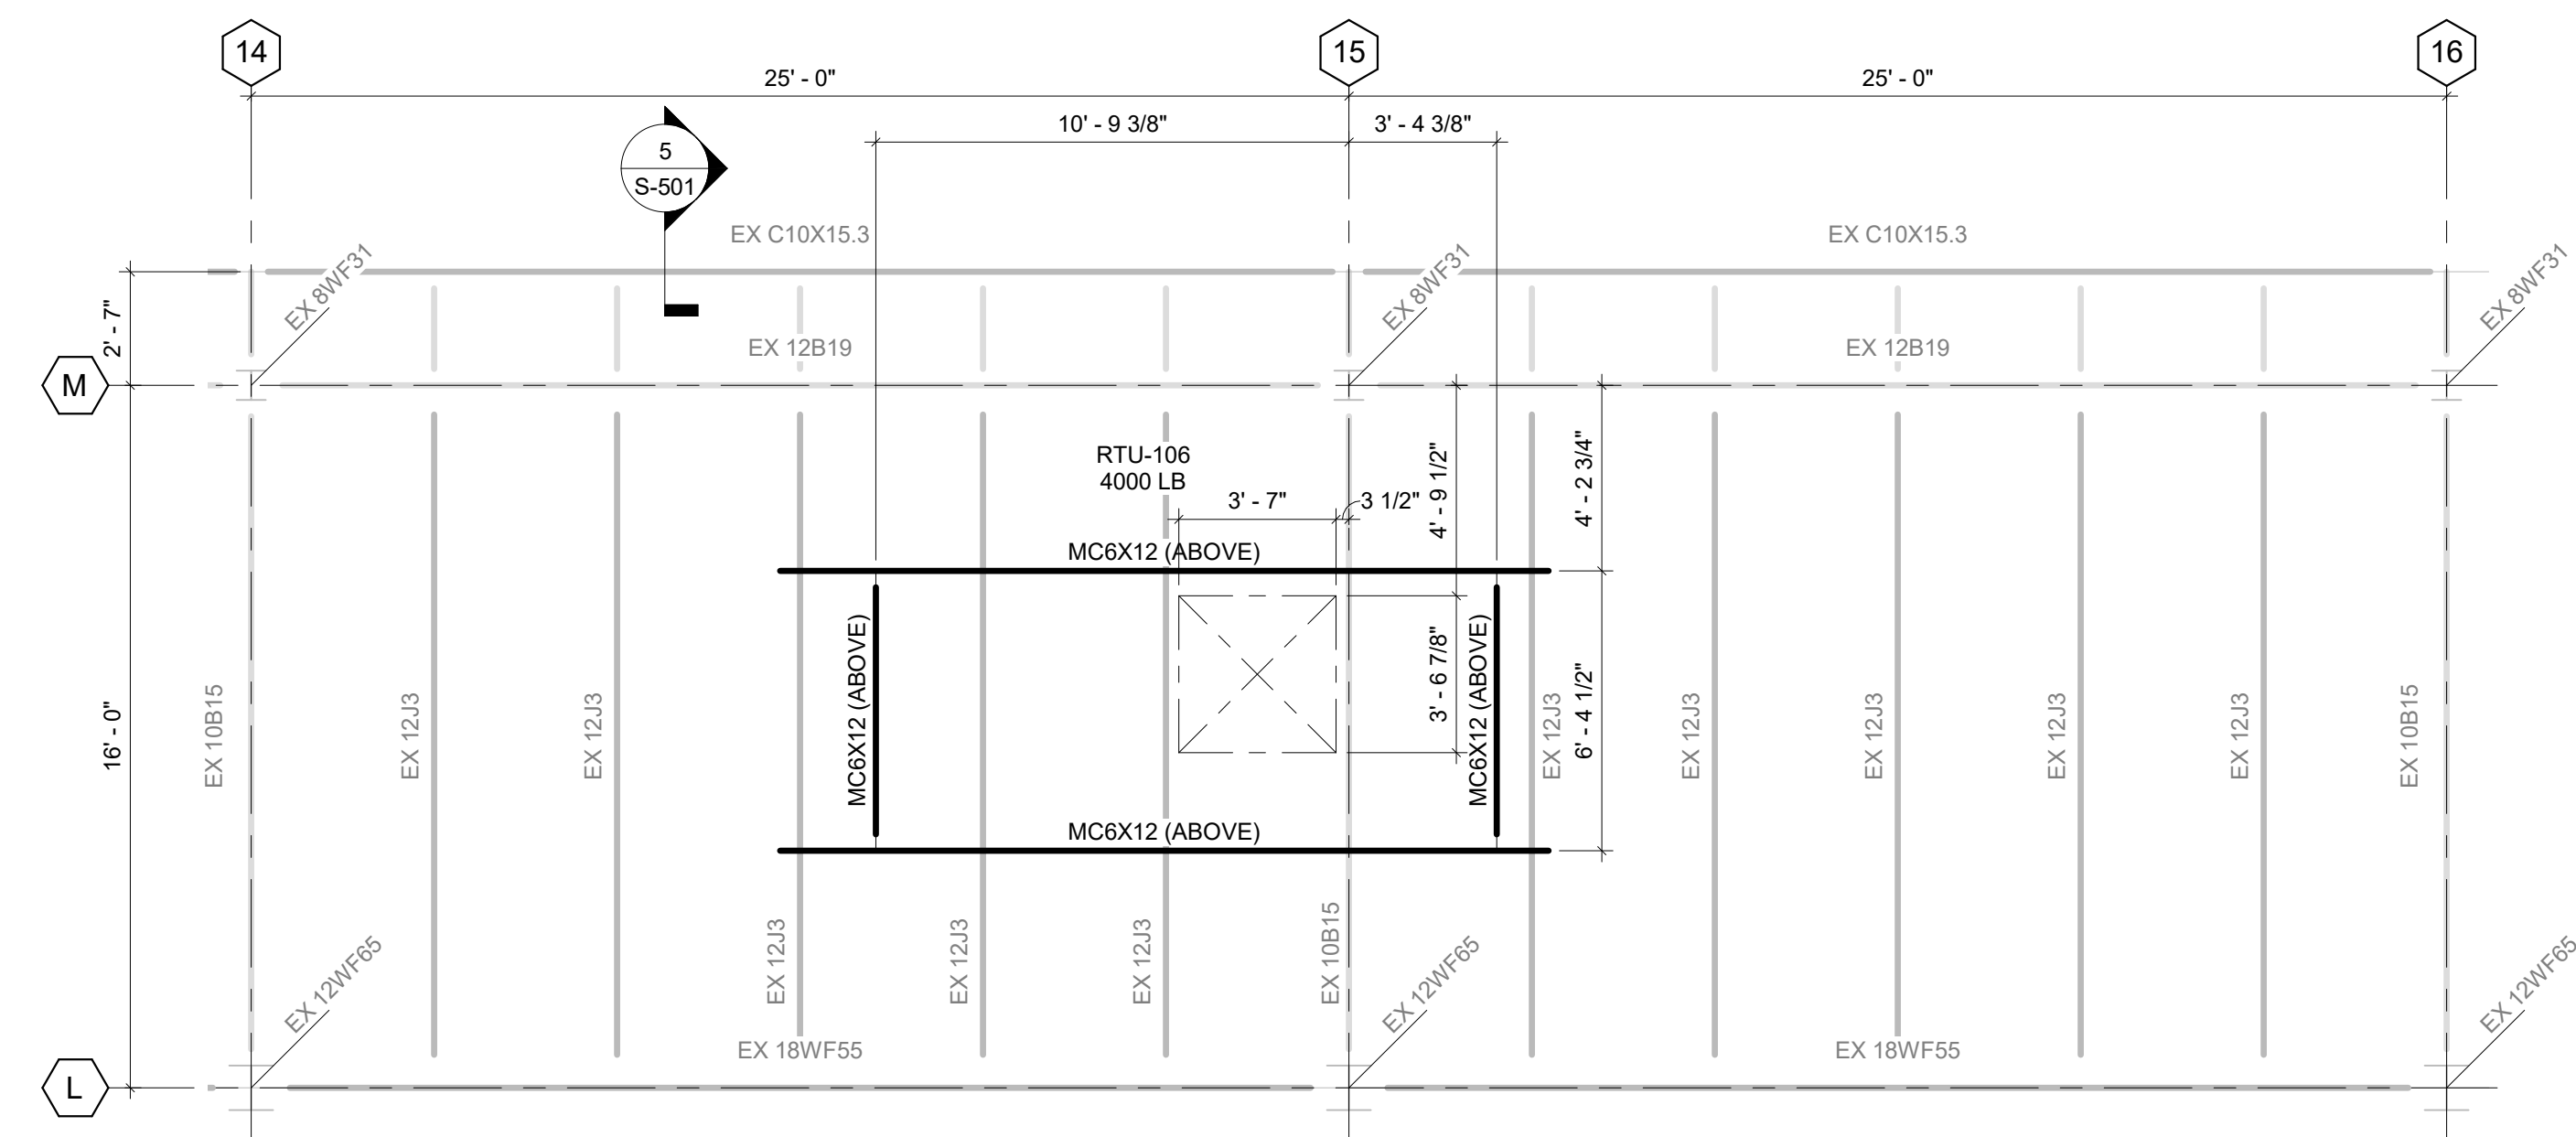 14
15
16
25' - 0"
25' - 0"
10' - 9 3/8"
3' - 4 3/8"
5
S-501
EX C10X15.3
EX C10X15.3
EX 8WF31
EX 8WF31
EX 8WF31
2' - 7"
EX 12B19
EX 12B19
M
RTU-106
4000 LB
3' - 7"
3 1/2"
4' - 9 1/2"
4' - 2 3/4"
MC6X12 (ABOVE)
MC6X12 (ABOVE)
3' - 6 7/8"
MC6X12 (ABOVE)
6' - 4 1/2"
16' - 0"
EX 10B15
EX 12J3
EX 12J3
EX 12J3
EX 12J3
EX 12J3
EX 12J3
EX 12J3
EX 10B15
MC6X12 (ABOVE)
EX 12J3
EX 12J3
EX 12J3
EX 10B15
EX 12WF65
EX 12WF65
EX 12WF65
EX 18WF55
EX 18WF55
L